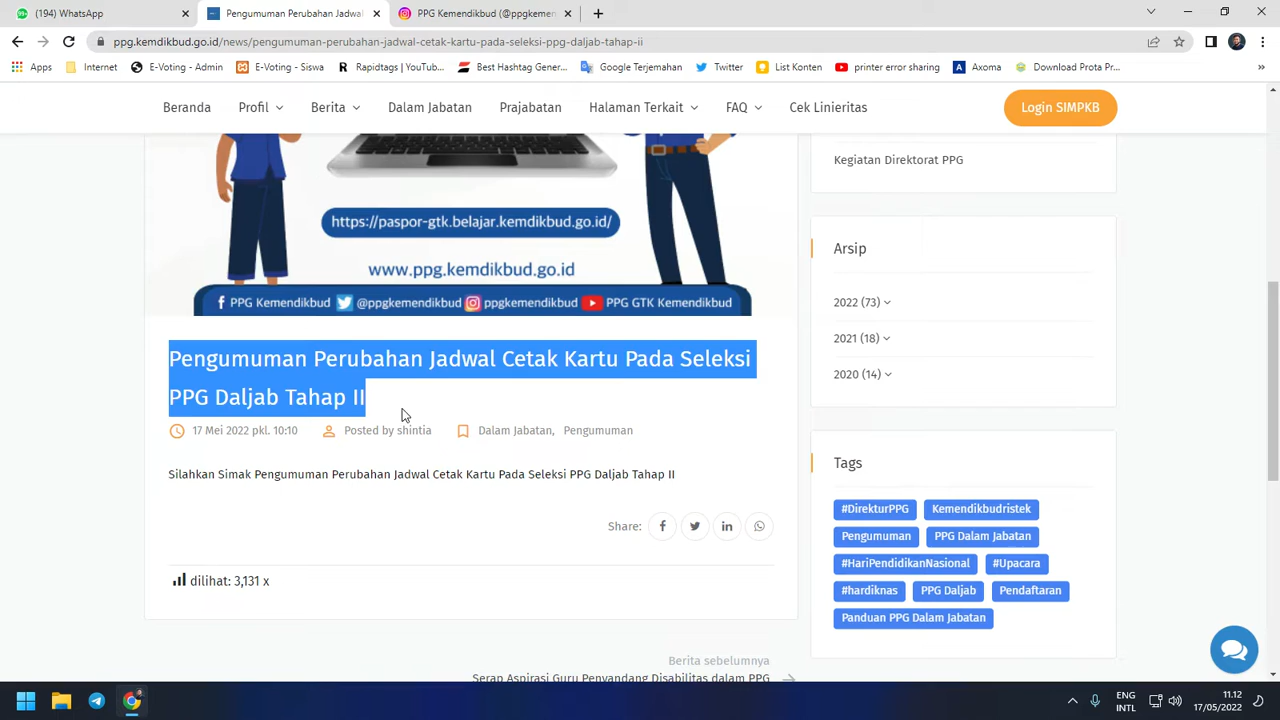 (194) WhatsApp
Pengumuman Perubahan Jadwal
PPG Kemendikbud (@ppgkemen
ppg.kemdikbud.go.id/news/pengumuman-perubahan-jadwal-cetak-kartu-pada-seleksi-ppg-daljab-tahap-ii
Apps Internet E-Voting - Admin E-Voting - Siswa Rapidtags | YouTub... Best Hashtag Gener... Google Terjemahan Twitter List Konten printer error sharing Axoma Download Prota Pr... »
Beranda Profil Berita Dalam Jabatan Prajabatan Halaman Terkait FAQ Cek Linieritas Login SIMPKB
https://paspor-gtk.belajar.kemdikbud.go.id/
www.ppg.kemdikbud.go.id
PPG Kemendikbud @ppgkemdikbud ppgkemendikbud PPG GTK Kemendikbud
Pengumuman Perubahan Jadwal Cetak Kartu Pada Seleksi
PPG Daljab Tahap II
17 Mei 2022 pkl. 10:10 Posted by shintia Dalam Jabatan, Pengumuman
Silahkan Simak Pengumuman Perubahan Jadwal Cetak Kartu Pada Seleksi PPG Daljab Tahap II
Share:
dilihat: 3,131 x
Berita sebelumnya
Serap Aspirasi Guru Penyandang Disabilitas dalam PPG
Kegiatan Direktorat PPG
Arsip
2022 (73)
2021 (18)
2020 (14)
Tags
#DirekturPPG Kemendikbudristek
Pengumuman PPG Dalam Jabatan
#HariPendidikanNasional #Upacara
#hardiknas PPG Daljab Pendaftaran
Panduan PPG Dalam Jabatan
ENG
INTL
11.12
17/05/2022